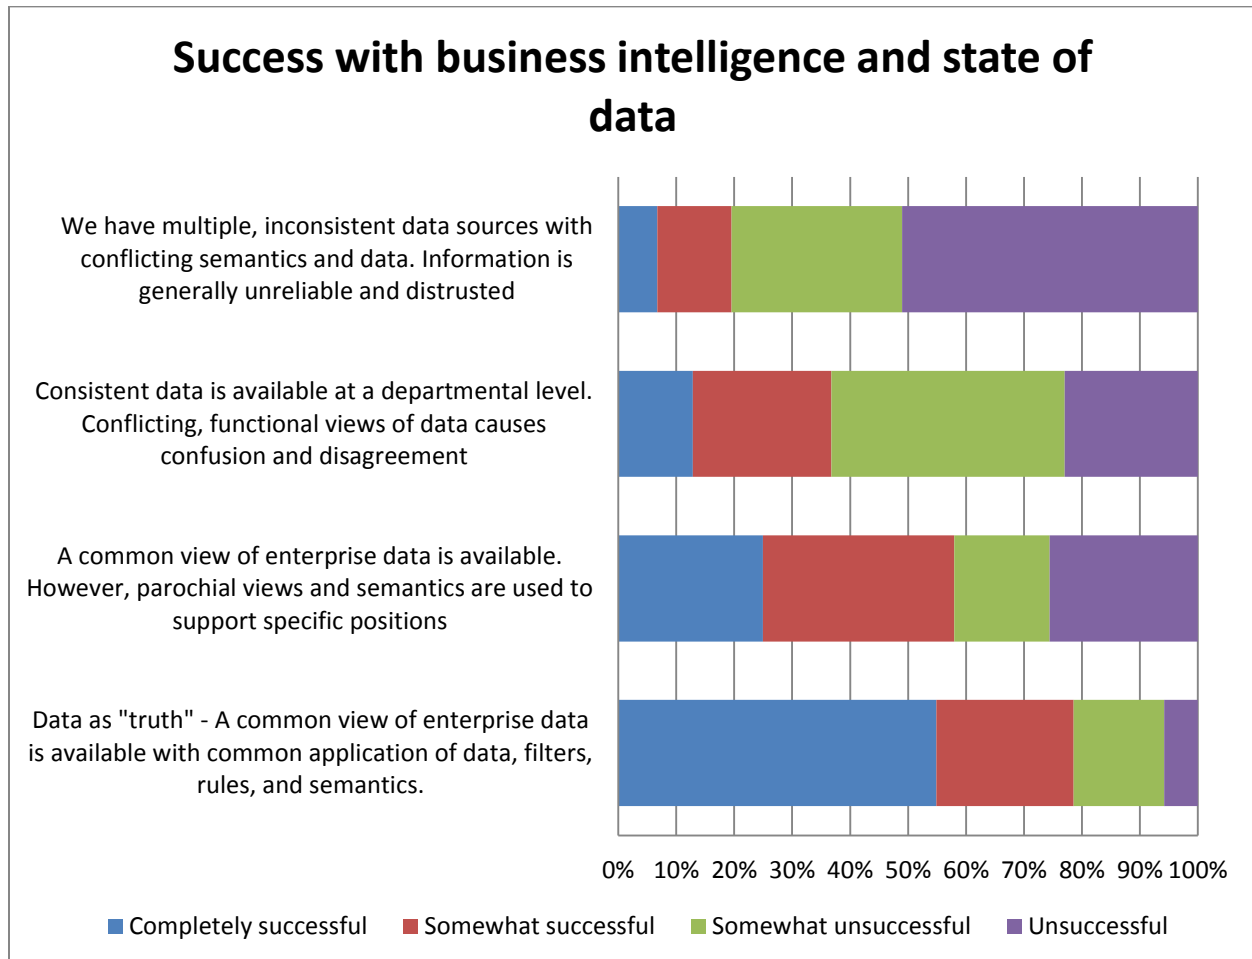 Success with business intelligence and state of
data
We have multiple, inconsistent data sources with
conflicting semantics and data. Information is
generally unreliable and distrusted
Consistent data is available at a departmental level.
Conflicting, functional views of data causes
confusion and disagreement
A common view of enterprise data is available.
However, parochial views and semantics are used to
support specific positions
Data as "truth" - A common view of enterprise data
is available with common application of data, filters,
rules, and semantics.
0% 10% 20% 30% 40% 50% 60% 70% 80% 90% 100%
Completely successful Somewhat successful Somewhat unsuccessful Unsuccessful